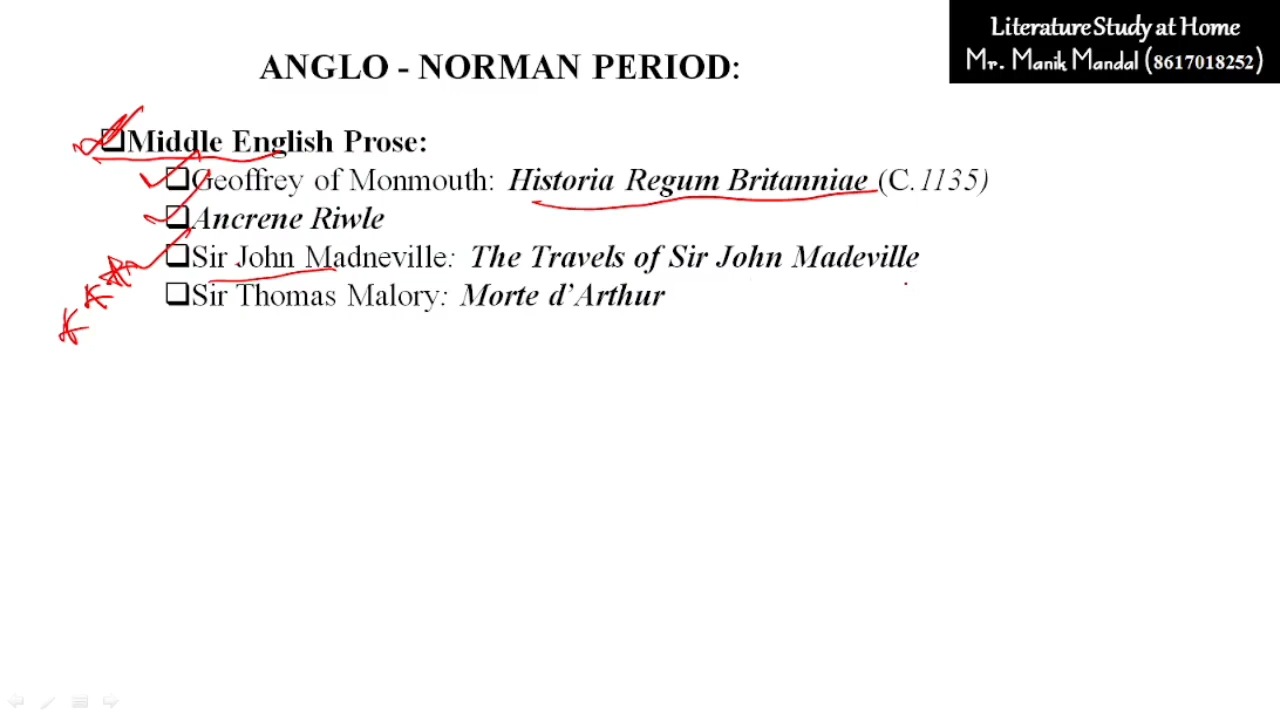 Literature Study at Home
Mr. Manik Mandal (8617018252)
ANGLO - NORMAN PERIOD:
Middle English Prose:
Geoffrey of Monmouth: Historia Regum Britanniae (C.1135)
Ancrene Riwle
Sir John Madneville: The Travels of Sir John Madeville
Sir Thomas Malory: Morte d’Arthur